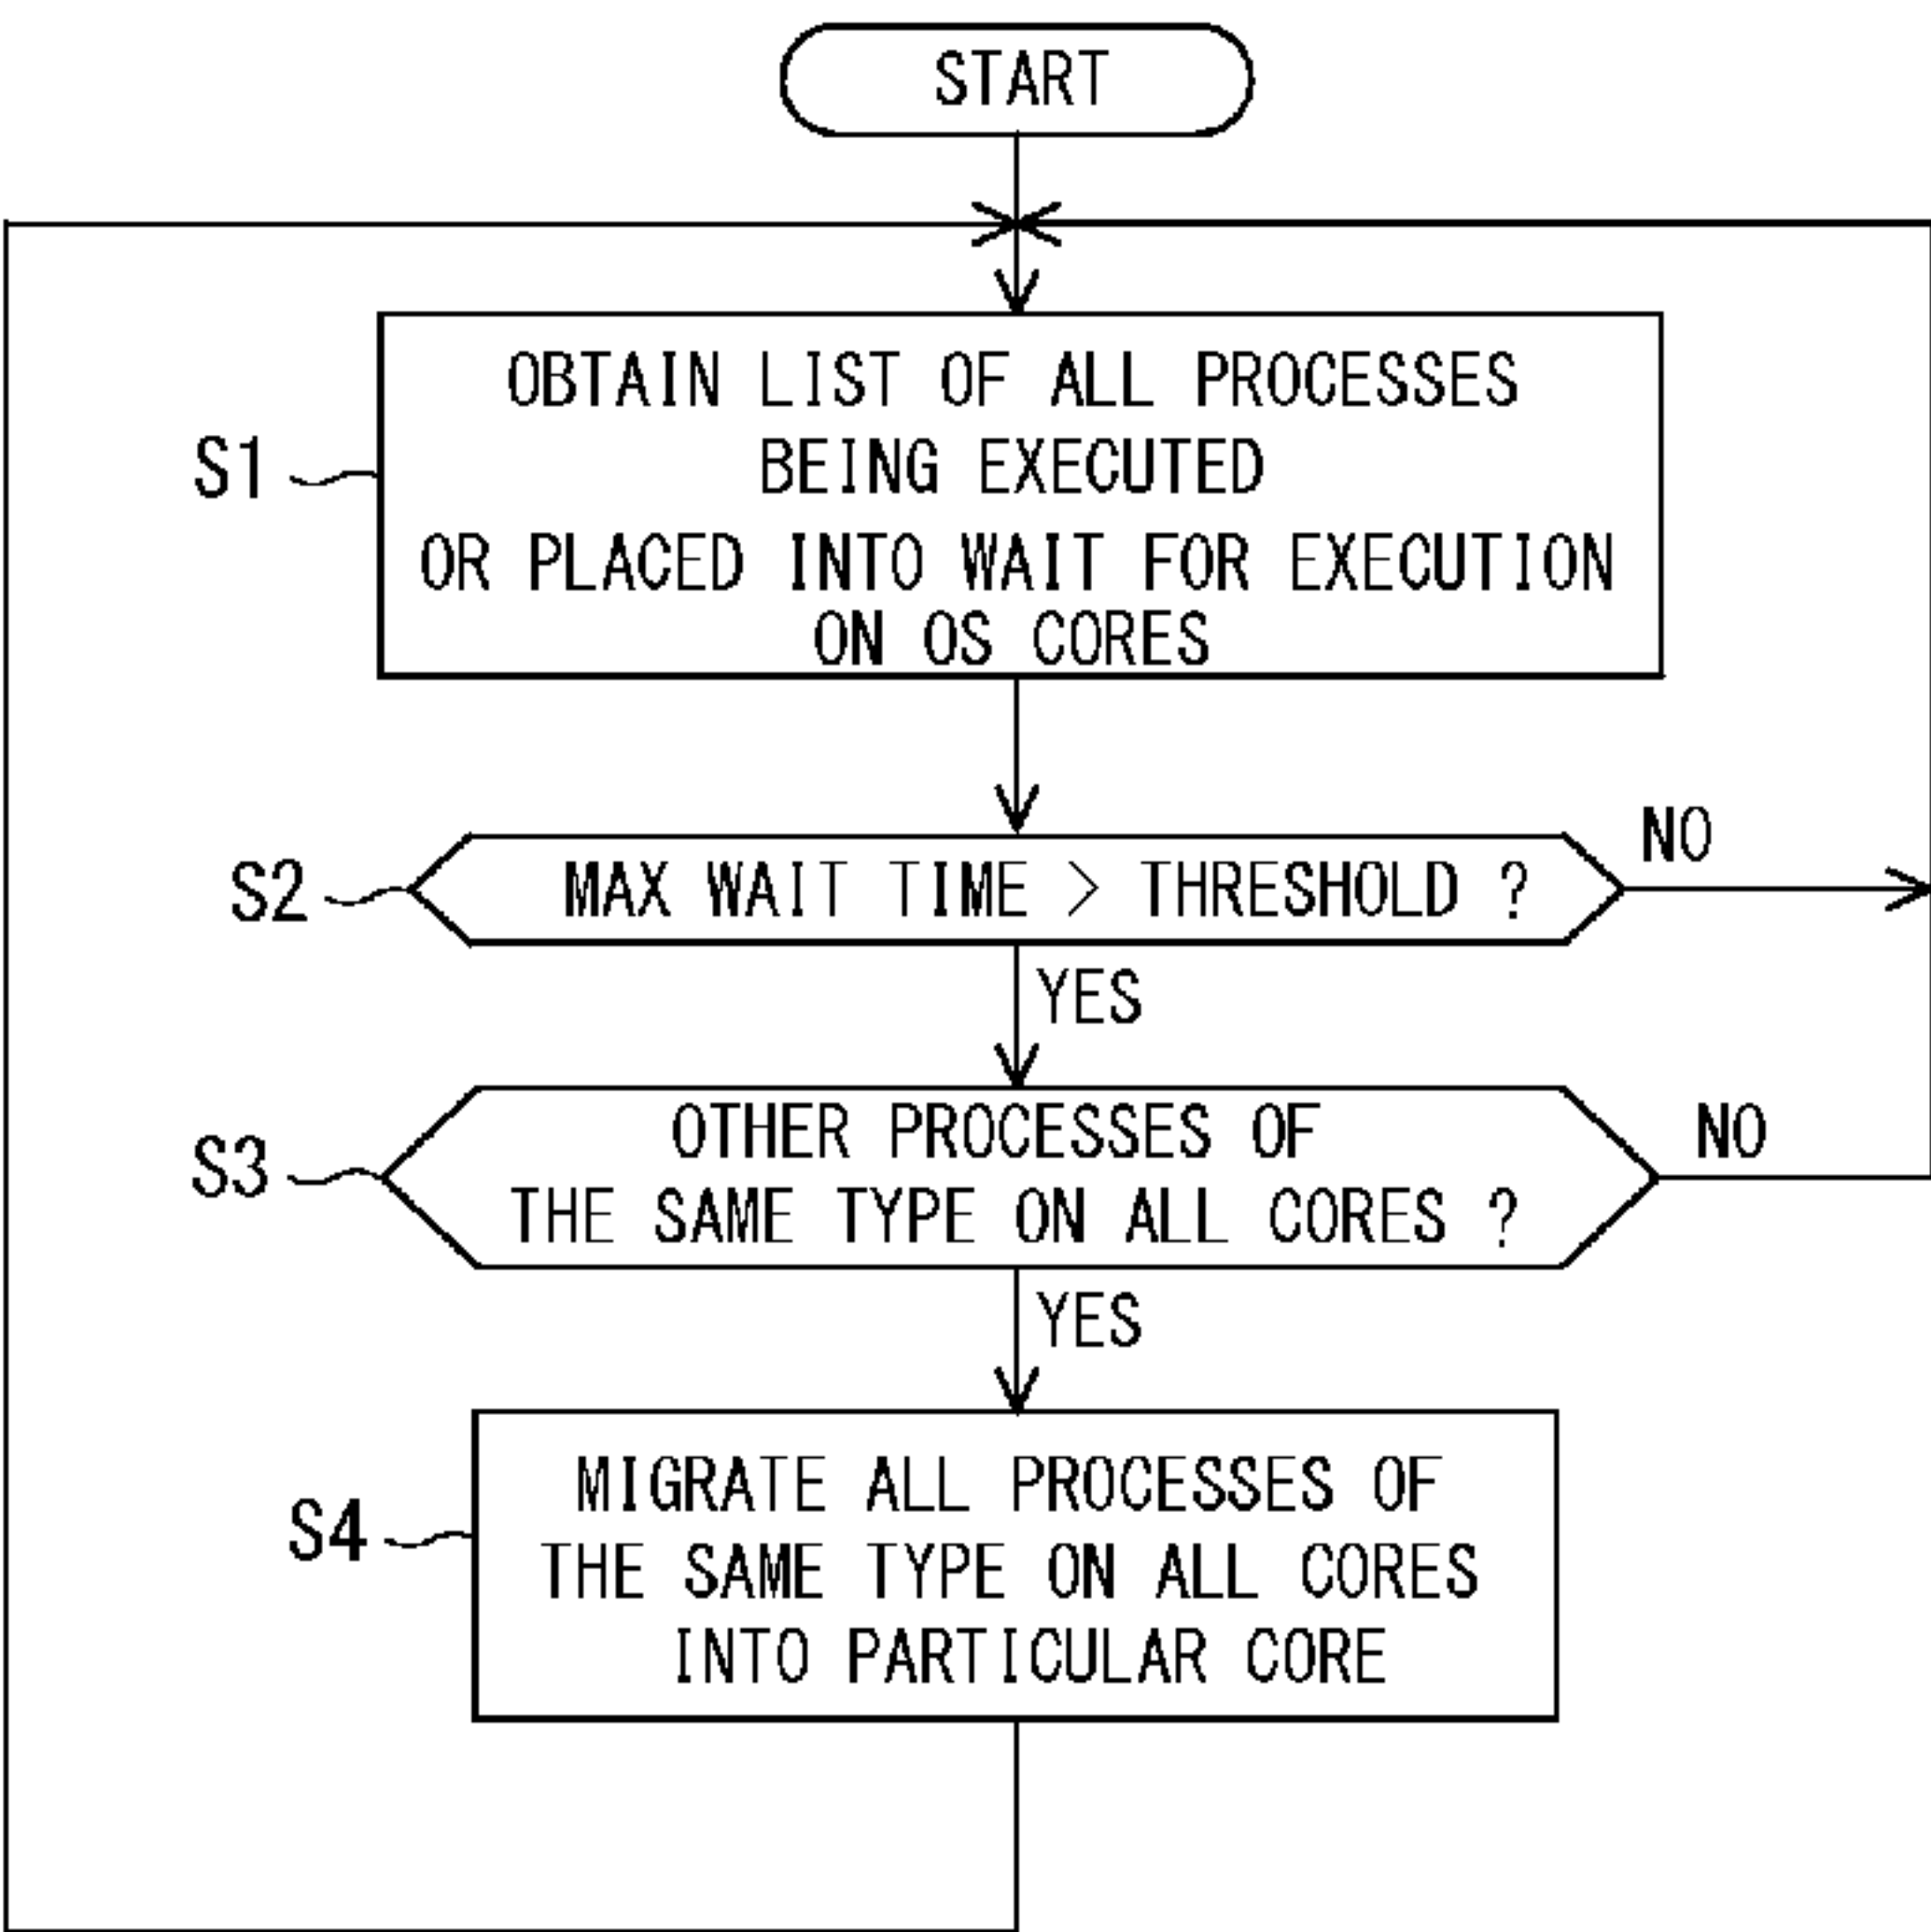 START
OBTAIN LIST OF ALL PROCESSES
BEING EXECUTED
OR PLACED INTO WAIT FOR EXECUTION
ON OS CORES
S1
MAX WAIT TIME > THRESHOLD ?
NO
S2
YES
OTHER PROCESSES OF
THE SAME TYPE ON ALL CORES ?
NO
S3
YES
MIGRATE ALL PROCESSES OF
THE SAME TYPE ON ALL CORES
INTO PARTICULAR CORE
S4